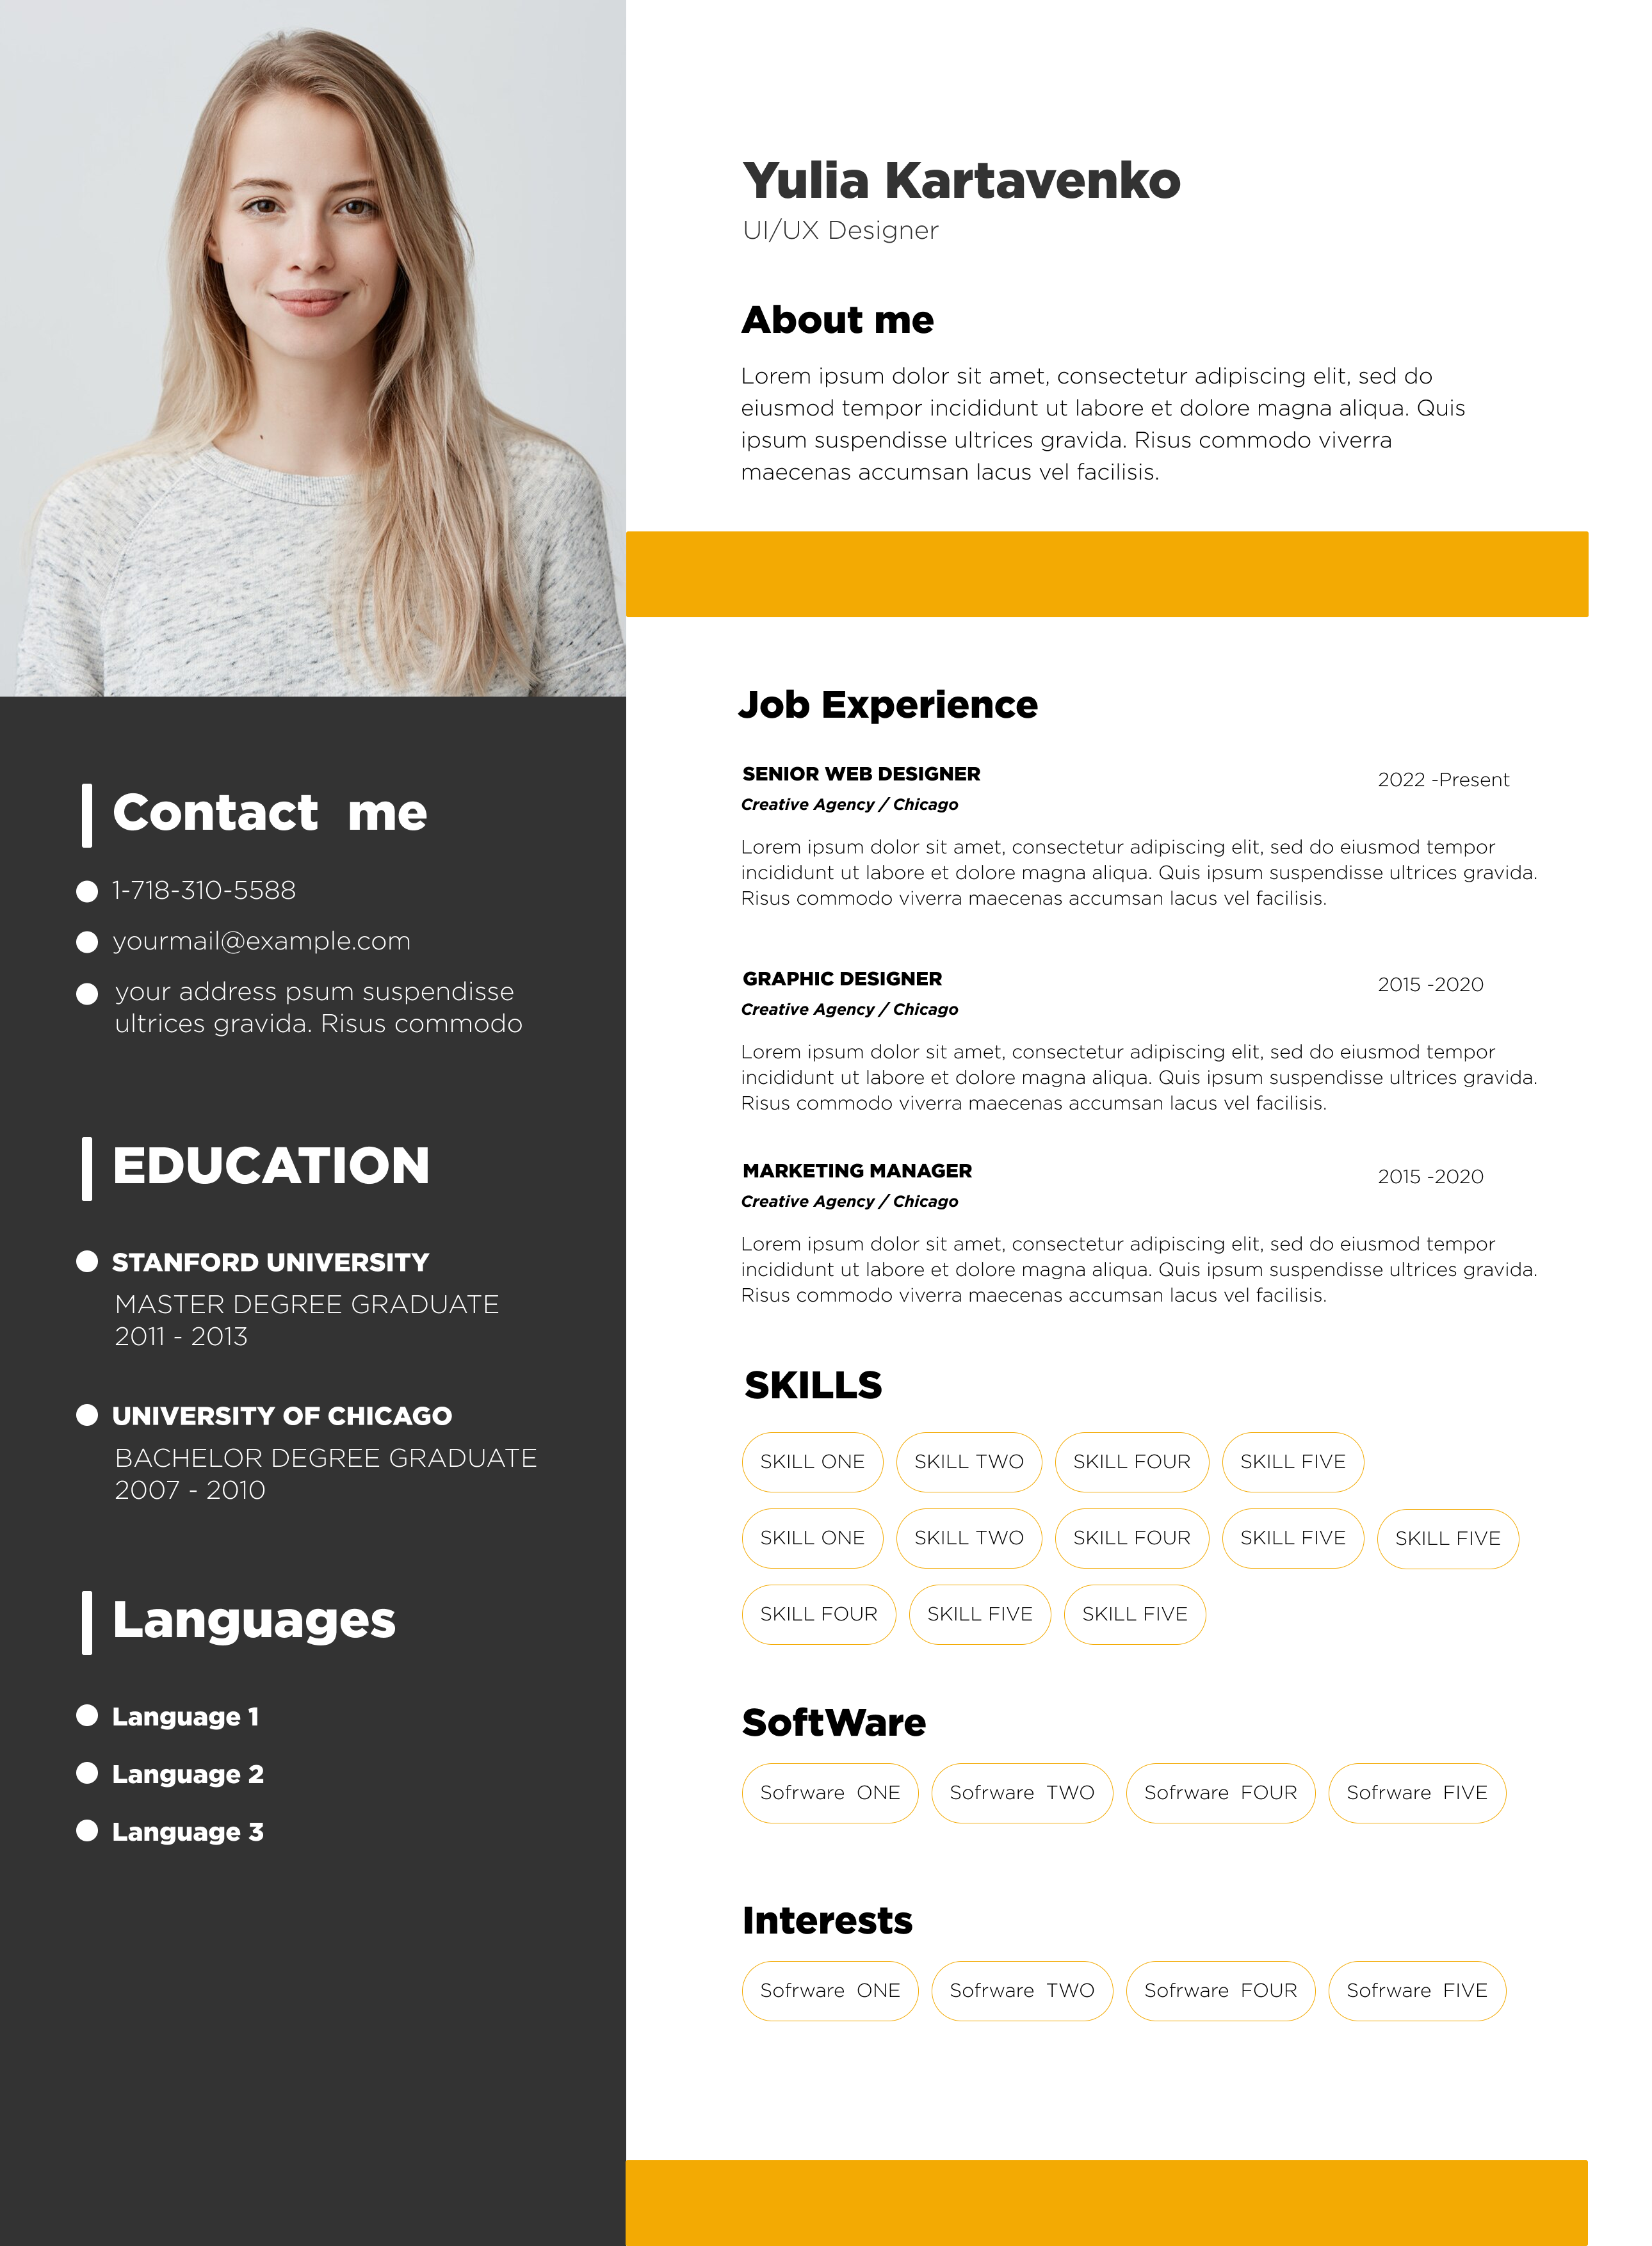 Yulia Kartavenko
UI/UX Designer
About me
Lorem ipsum dolor sit amet, consectetur adipiscing elit, sed do
eiusmod tempor incididunt ut labore et dolore magna aliqua. Quis
ipsum suspendisse ultrices gravida. Risus commodo viverra
maecenas accumsan lacus vel facilisis.
Contact me
1-718-310-5588
yourmail@example.com
your address psum suspendisse
ultrices gravida. Risus commodo
EDUCATION
STANFORD UNIVERSITY
MASTER DEGREE GRADUATE
2011 - 2013
UNIVERSITY OF CHICAGO
BACHELOR DEGREE GRADUATE
2007 - 2010
Languages
Language 1
Language 2
Language 3
Job Experience
SENIOR WEB DESIGNER
2022 -Present
Creative Agency / Chicago
Lorem ipsum dolor sit amet, consectetur adipiscing elit, sed do eiusmod tempor
incididunt ut labore et dolore magna aliqua. Quis ipsum suspendisse ultrices gravida.
Risus commodo viverra maecenas accumsan lacus vel facilisis.
GRAPHIC DESIGNER
2015 -2020
Creative Agency / Chicago
Lorem ipsum dolor sit amet, consectetur adipiscing elit, sed do eiusmod tempor
incididunt ut labore et dolore magna aliqua. Quis ipsum suspendisse ultrices gravida.
Risus commodo viverra maecenas accumsan lacus vel facilisis.
MARKETING MANAGER
2015 -2020
Creative Agency / Chicago
Lorem ipsum dolor sit amet, consectetur adipiscing elit, sed do eiusmod tempor
incididunt ut labore et dolore magna aliqua. Quis ipsum suspendisse ultrices gravida.
Risus commodo viverra maecenas accumsan lacus vel facilisis.
SKILLS
SKILL ONE SKILL TWO SKILL FOUR SKILL FIVE
SKILL ONE SKILL TWO SKILL FOUR SKILL FIVE SKILL FIVE
SKILL FOUR SKILL FIVE SKILL FIVE
SoftWare
Sofrware ONE Sofrware TWO Sofrware FOUR Sofrware FIVE
Interests
Sofrware ONE Sofrware TWO Sofrware FOUR Sofrware FIVE